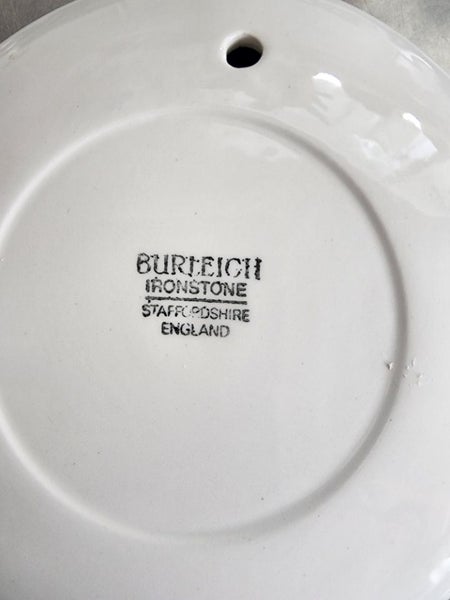 BURLEIGH
IRONSTONE
STAFFORDSHIRE
ENGLAND